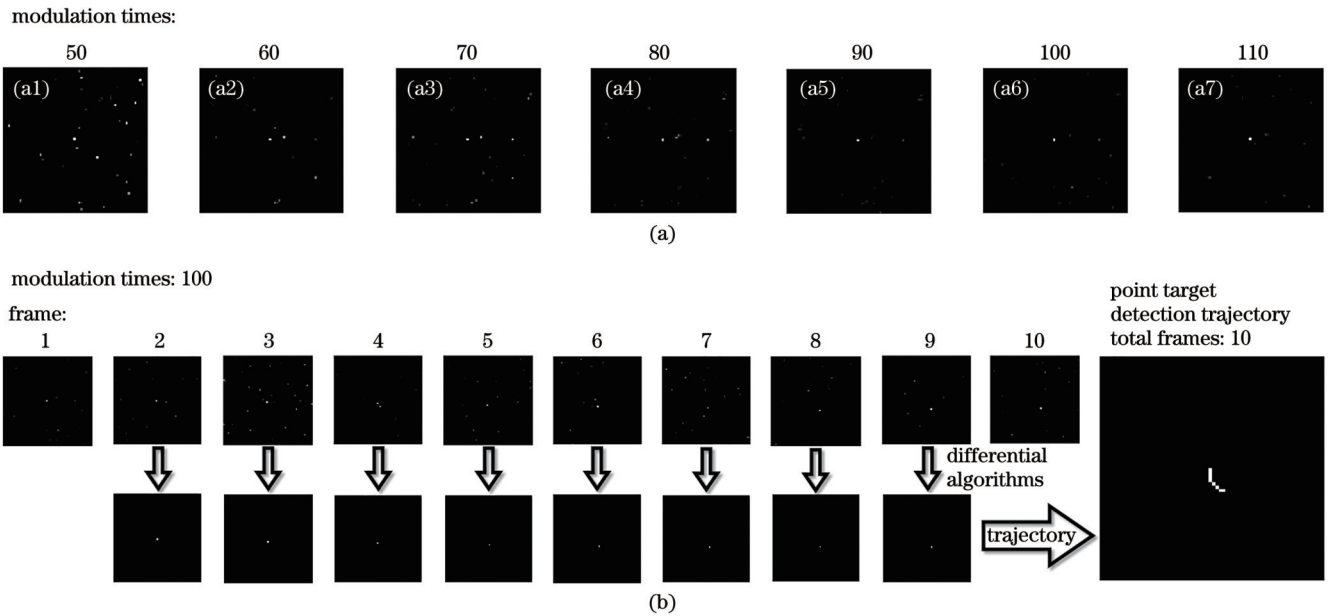 modulation times:
50 60 70 80 90 100 110
(a1) (a2) (a3) (a4) (a5) (a6) (a7)
(a)
modulation times: 100
frame:
1 2 3 4 5 6 7 8 9 10
point target
detection trajectory
total frames: 10
differential
algorithms
trajectory
(b)